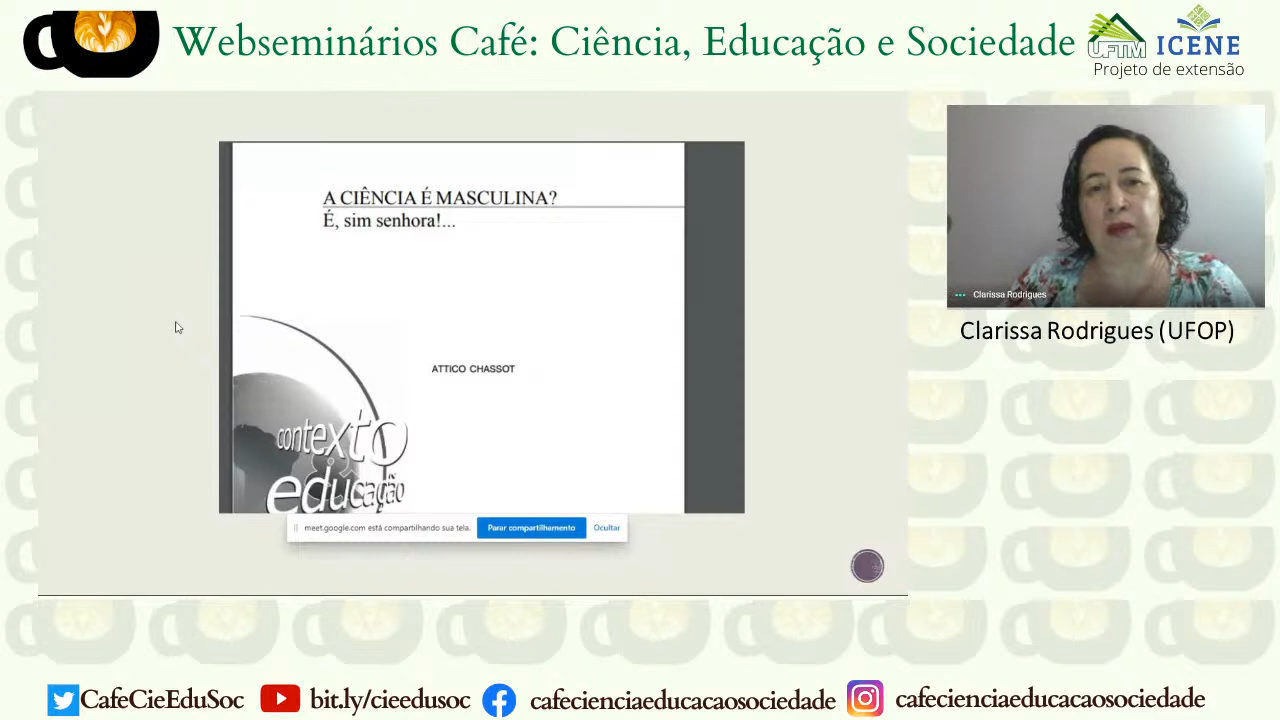 Webseminários Café: Ciência, Educação e Sociedade
UFTM
ICENE
Projeto de extensão
A CIÊNCIA É MASCULINA?
É, sim senhora!...
ATTICO CHASSOT
contexto
&
educação
meet.google.com está compartilhando sua tela.
Parar compartilhamento
Ocultar
Clarissa Rodrigues
Clarissa Rodrigues (UFOP)
CafeCieEduSoc
bit.ly/cieedusoc
cafecienciaeducacaosociedade
cafecienciaeducacaosociedade